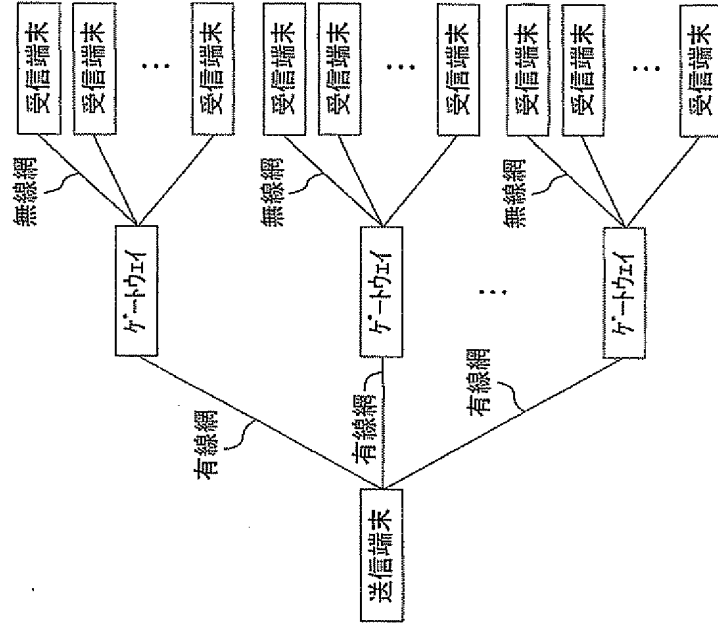 送信端末
有線網
有線網
有線網
ゲートウェイ
ゲートウェイ
…
ゲートウェイ
無線網
無線網
無線網
受信端末
受信端末
…
受信端末
受信端末
受信端末
…
受信端末
受信端末
受信端末
…
受信端末